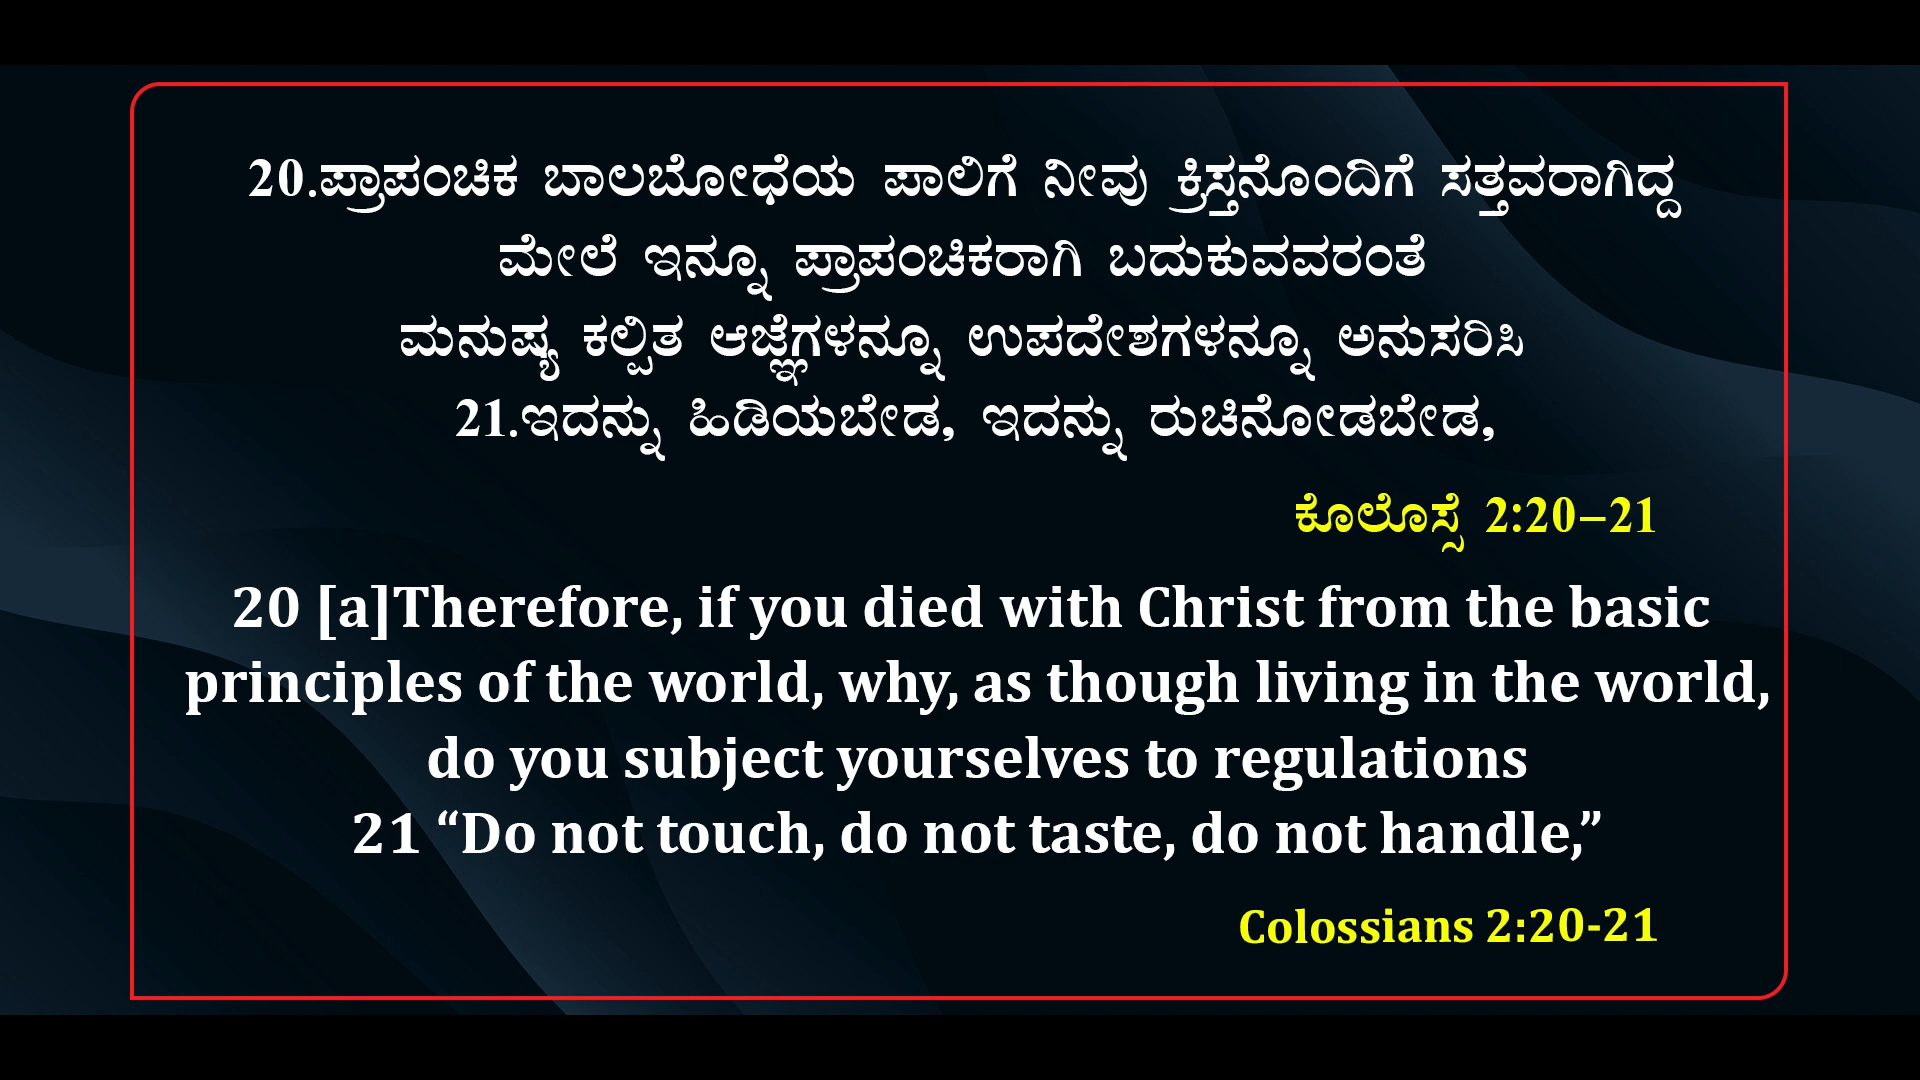 20.ಪ್ರಾಪಂಚಿಕ ಬಾಲಬೋಧೆಯ ಪಾಲಿಗೆ ನೀವು ಕ್ರಿಸ್ತನೊಂದಿಗೆ ಸತ್ತವರಾಗಿದ್ದ
ಮೇಲೆ ಇನ್ನೂ ಪ್ರಾಪಂಚಿಕರಾಗಿ ಬದುಕುವವರಂತೆ
ಮನುಷ್ಯ ಕಲ್ಪಿತ ಆಜ್ಞೆಗಳನ್ನೂ ಉಪದೇಶಗಳನ್ನೂ ಅನುಸರಿಸಿ
21.ಇದನ್ನು ಹಿಡಿಯಬೇಡ, ಇದನ್ನು ರುಚಿನೋಡಬೇಡ,
ಕೊಲೊಸ್ಸೆ 2:20–21
20 [a]Therefore, if you died with Christ from the basic
principles of the world, why, as though living in the world,
do you subject yourselves to regulations
21 “Do not touch, do not taste, do not handle,”
Colossians 2:20-21